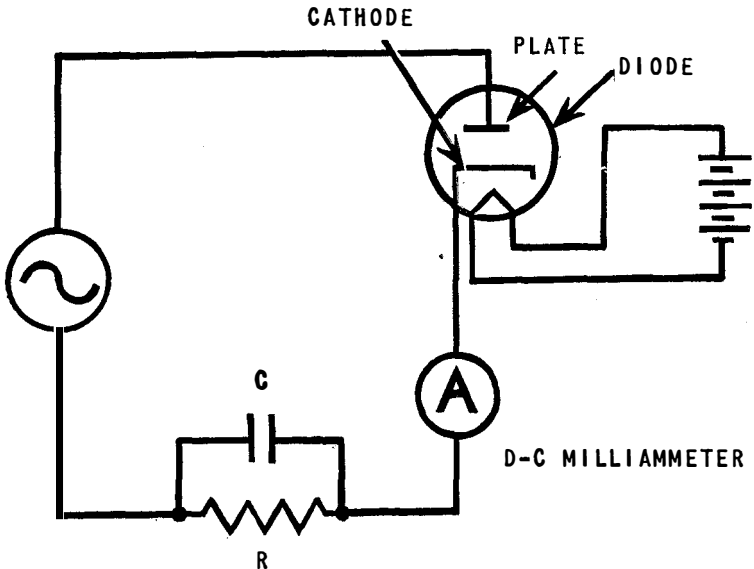 CATHODE
PLATE
DIODE
A
C
D-C MILLIAMMETER
R